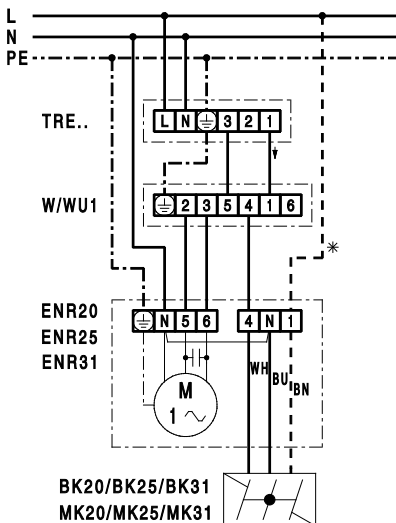 L
N
PE
TRE.. L N 3 2 1
W/WU1 2 3 5 4 1 6
*
ENR20 N 5 6 4 N 1
ENR25
ENR31
WH BU BN
M
1 ~
BK20/BK25/BK31
MK20/MK25/MK31